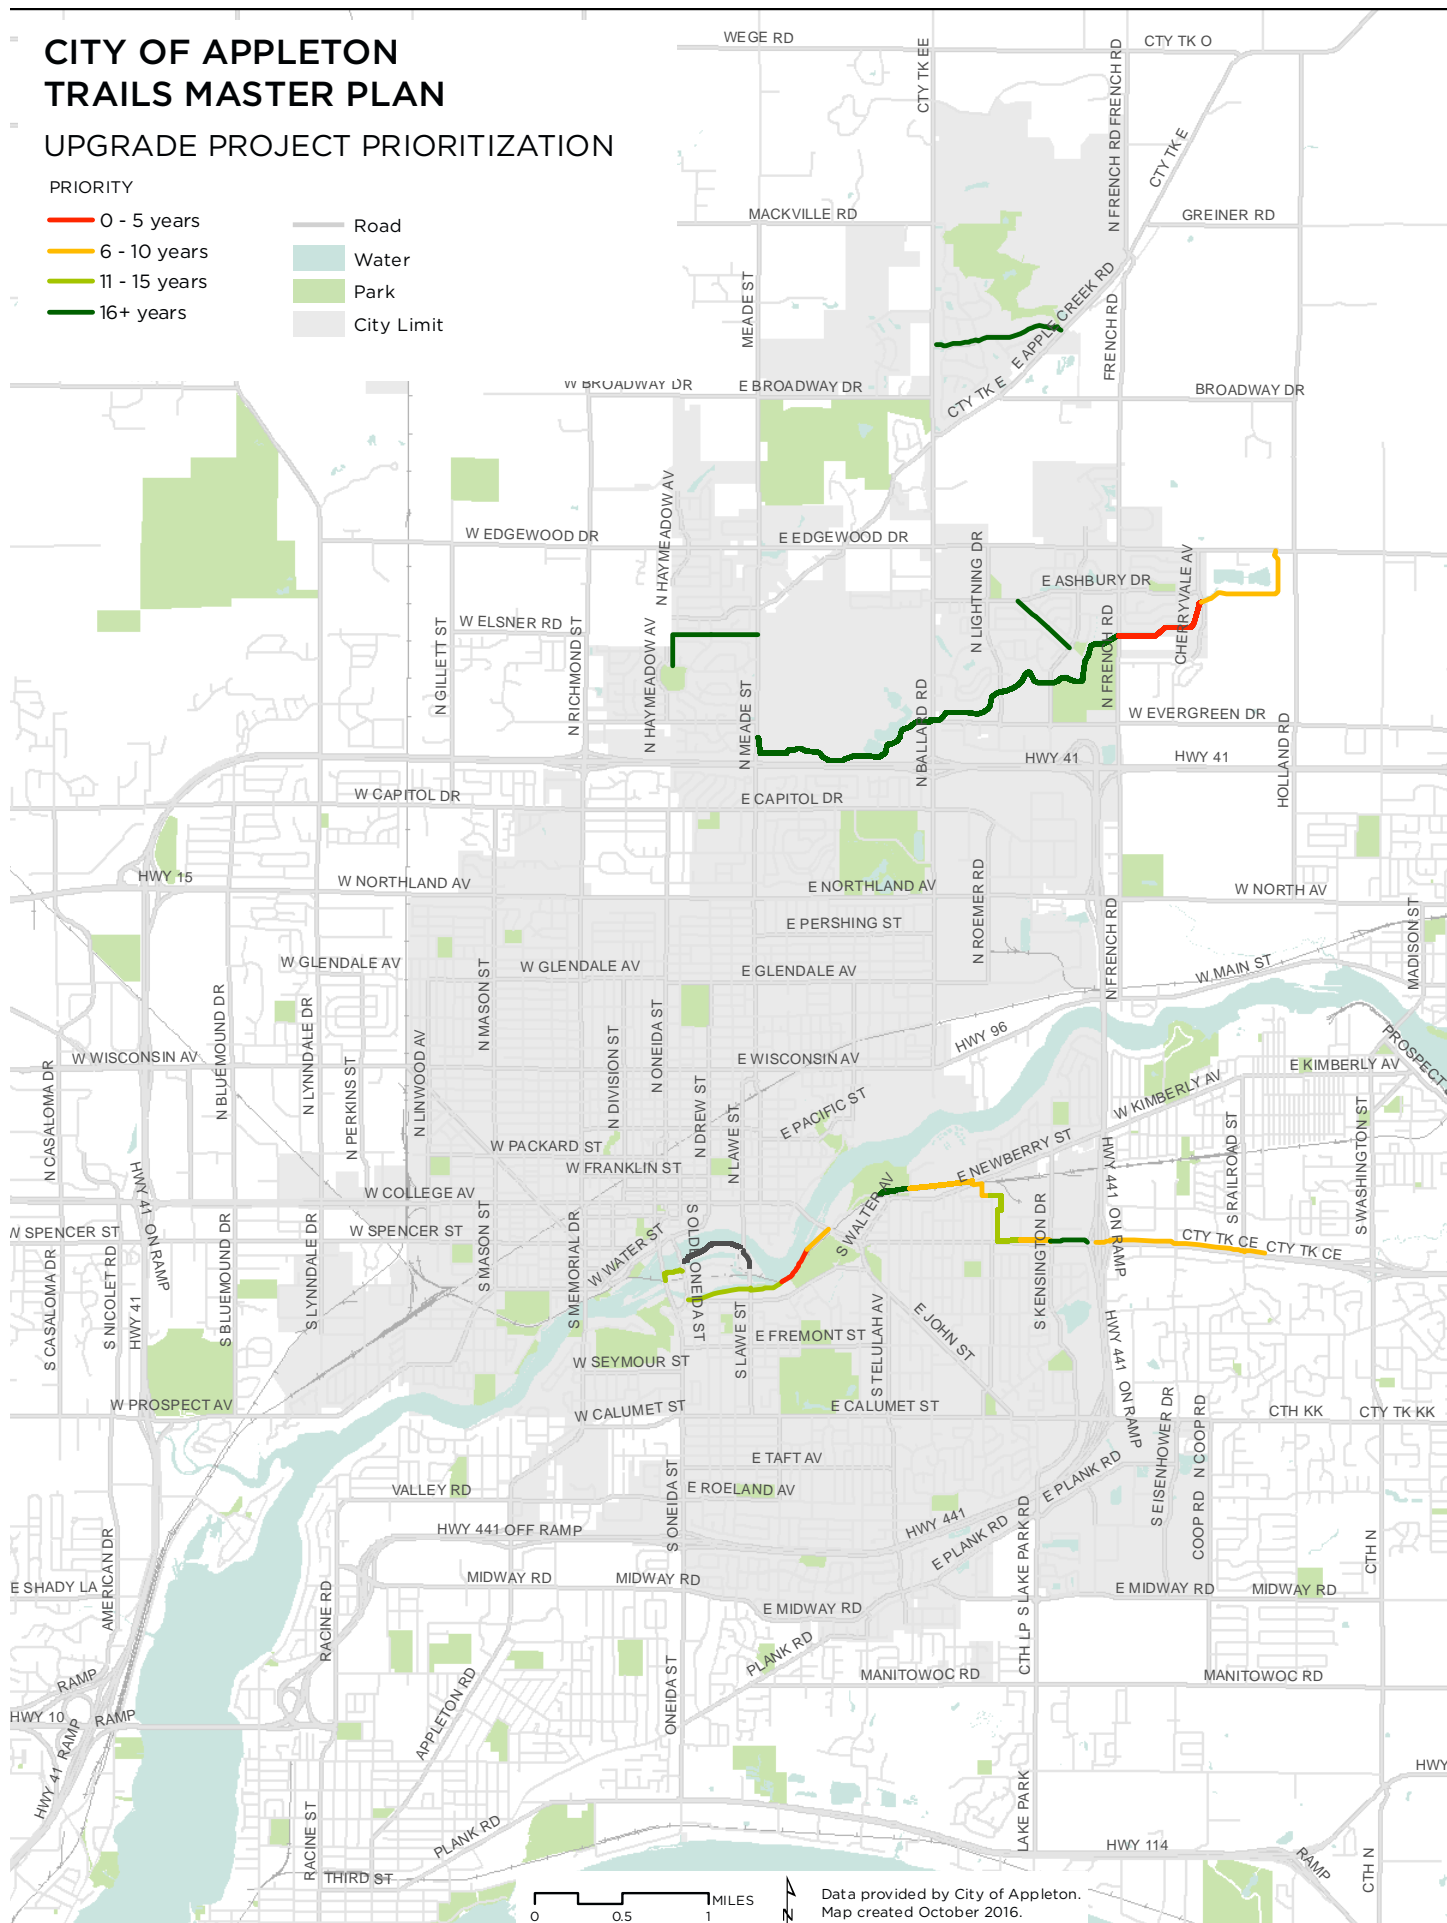 CITY OF APPLETON
TRAILS MASTER PLAN
UPGRADE PROJECT PRIORITIZATION
PRIORITY
0 - 5 years
6 - 10 years
11 - 15 years
16+ years
Road
Water
Park
City Limit
WEGE RD
CTY TK EE
N FRENCH RD FRENCH RD
CTY TK O
CTY TK E
MACKVILLE RD
GREINER RD
MEADE ST
E APPLE CREEK RD
FRENCH RD
W BROADWAY DR
E BROADWAY DR
CTY TK E
BROADWAY DR
N HAYMEADOW AV
W EDGEWOOD DR
E EDGEWOOD DR
N LIGHTNING DR
E ASHBURY DR
CHERRYVALE AV
N GILLETT ST
W ELSNER RD
N RICHMOND ST
N HAYMEADOW AV
N MEADE ST
N BALLARD RD
N FRENCH RD
W EVERGREEN DR
HOLLAND RD
HWY 41
HWY 41
W CAPITOL DR
E CAPITOL DR
HWY 15
W NORTHLAND AV
E NORTHLAND AV
W NORTH AV
E PERSHING ST
N ROEMER RD
N FRENCH RD
MADISON ST
W GLENDALE AV
W GLENDALE AV
E GLENDALE AV
W MAIN ST
N BLUEMOUND DR
N LYNNDALE DR
N MASON ST
N DIVISION ST
N ONEIDA ST
HWY 96
N CASALOMA DR
W WISCONSIN AV
N PERKINS ST
N LINWOOD AV
E WISCONSIN AV
PROSPECT
E KIMBERLY AV
W KIMBERLY AV
N DREW ST
N LAWE ST
E PACIFIC ST
W PACKARD ST
W FRANKLIN ST
E NEWBERRY ST
HWY 441 ON RAMP
S RAILROAD ST
S WASHINGTON ST
HWY 41 ON RAMP
W COLLEGE AV
W SPENCER ST
W SPENCER ST
S MASON ST
S MEMORIAL DR
W WATER ST
S OLD ONEIDA ST
S WALTER AV
S KENSINGTON DR
CTY TK CE
CTY TK CE
S CASALOMA DR
S NICOLET RD
HWY 41
S BLUEMOUND DR
S LYNNDALE DR
S LAWE ST
E FREMONT ST
S TELULAH AV
E JOHN ST
HWY 441 ON RAMP
W SEYMOUR ST
W PROSPECT AV
W CALUMET ST
E CALUMET ST
S EISENHOWER DR
COOP RD N COOP RD
CTH KK
CTY TK KK
E TAFT AV
E ROELAND AV
S ONEIDA ST
E PLANK RD
VALLEY RD
HWY 441 OFF RAMP
HWY 441
E PLANK RD
CTH LP S LAKE PARK RD
CTH N
AMERICAN DR
E SHADY LA
MIDWAY RD
MIDWAY RD
E MIDWAY RD
MIDWAY RD
RACINE RD
E MIDWAY RD
PLANK RD
MANITOWOC RD
MANITOWOC RD
RAMP
HWY 10
RAMP
HWY 41 RAMP
APPLETON RD
ONEIDA ST
HWY
LAKE PARK
RACINE ST
PLANK RD
THIRD ST
HWY 114
RAMP
CTH N
MILES
0
0.5
1
N
Data provided by City of Appleton.
Map created October 2016.